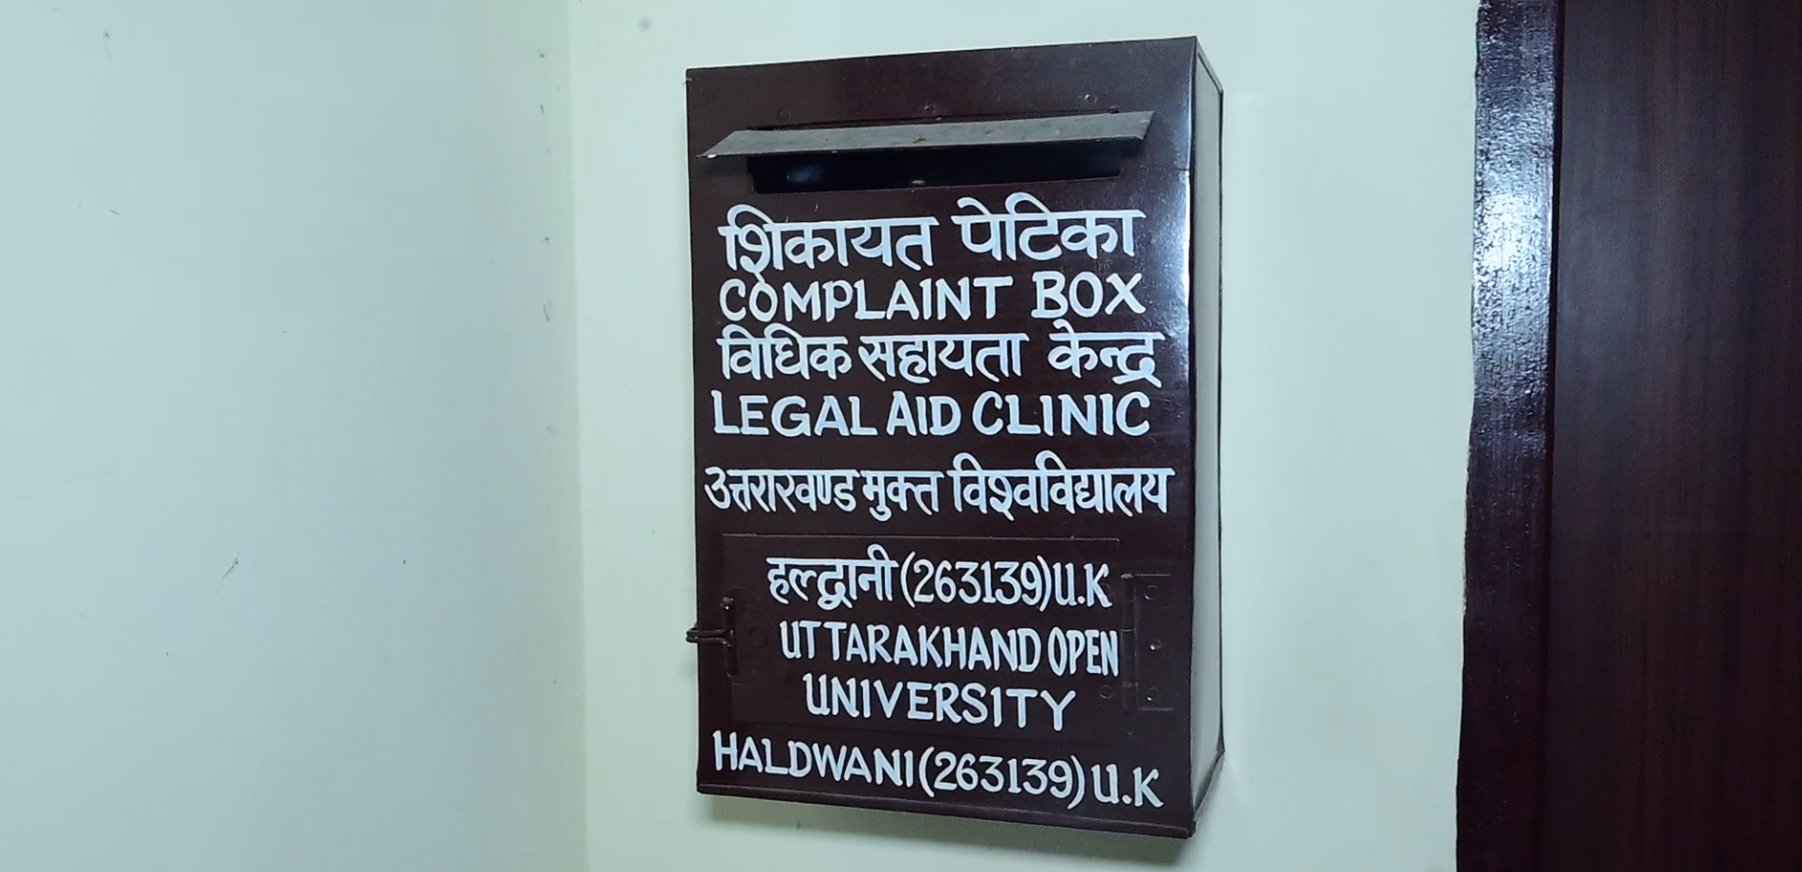 शिकायत पेटिका
COMPLAINT BOX
विधिक सहायता केन्द्र
LEGAL AID CLINIC
उत्तराखण्ड मुक्त विश्वविद्यालय
हल्द्वानी (263139) U.K
UTTARAKHAND OPEN
UNIVERSITY
HALDWANI (263139) U.K